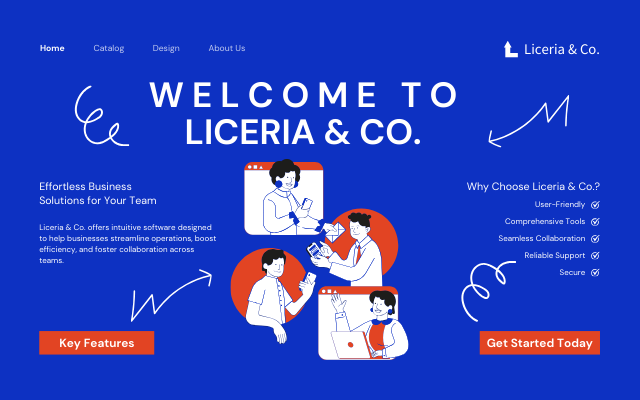 Home
Catalog
Design
About Us
Liceria & Co.
WELCOME TO
LICERIA & CO.
Effortless Business
Solutions for Your Team
Liceria & Co. offers intuitive software designed
to help businesses streamline operations, boost
efficiency, and foster collaboration across
teams.
Why Choose Liceria & Co.?
User-Friendly
Comprehensive Tools
Seamless Collaboration
Reliable Support
Secure
Key Features
Get Started Today